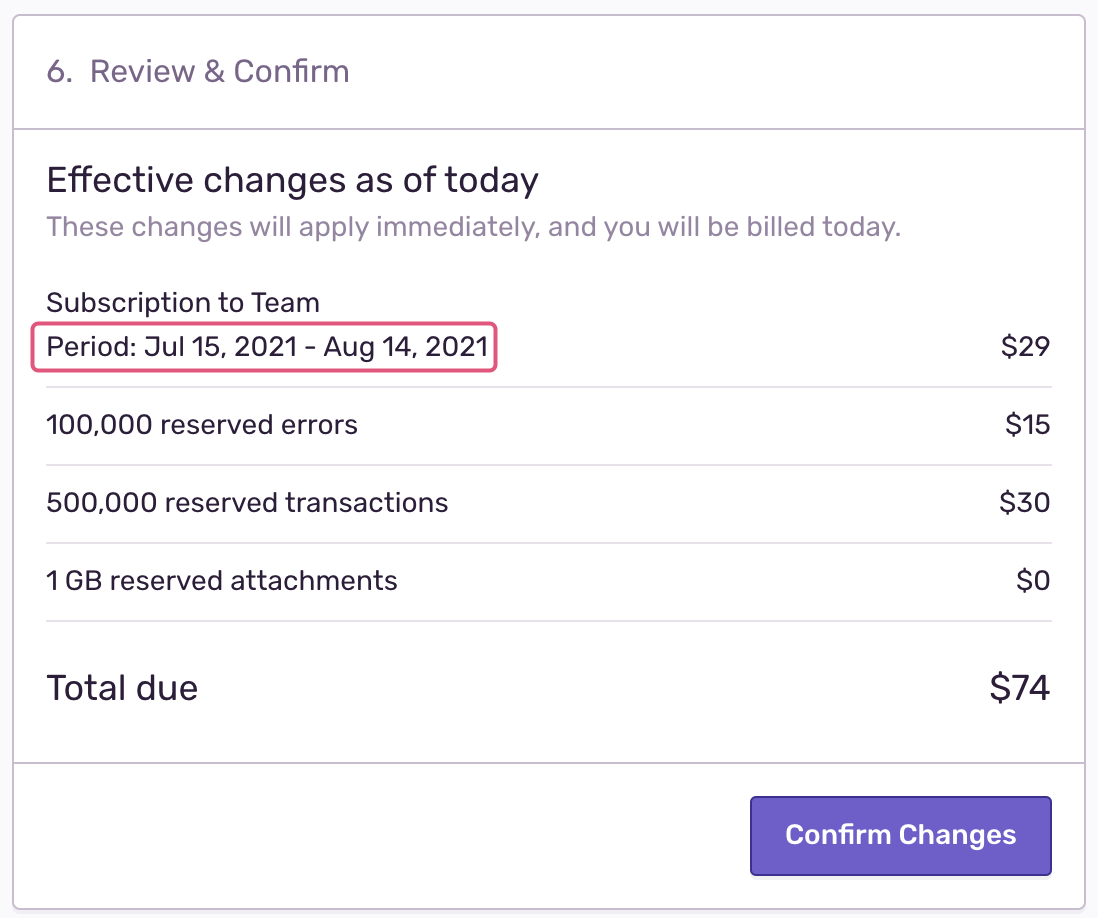 6. Review & Confirm
Effective changes as of today
These changes will apply immediately, and you will be billed today.
Subscription to Team
Period: Jul 15, 2021 - Aug 14, 2021 $29
100,000 reserved errors $15
500,000 reserved transactions $30
1 GB reserved attachments $0
Total due $74
Confirm Changes